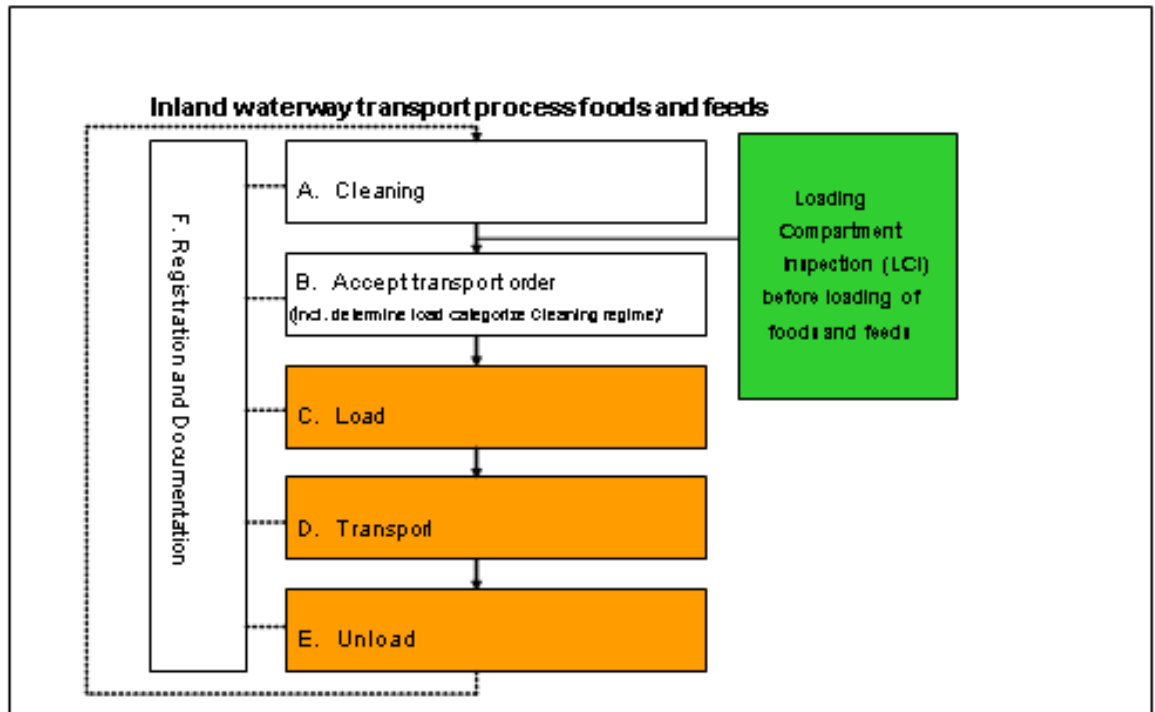 Inland waterway transport process foods and feeds
F. Registration and Documentation
A. Cleaning
B. Accept transport order
(Incl. determine load categorize Cleaning regime)'
C. Load
D. Transport
E. Unload
Loading
Compartment
Inspection (LCI)
before loading of
foods and feeds